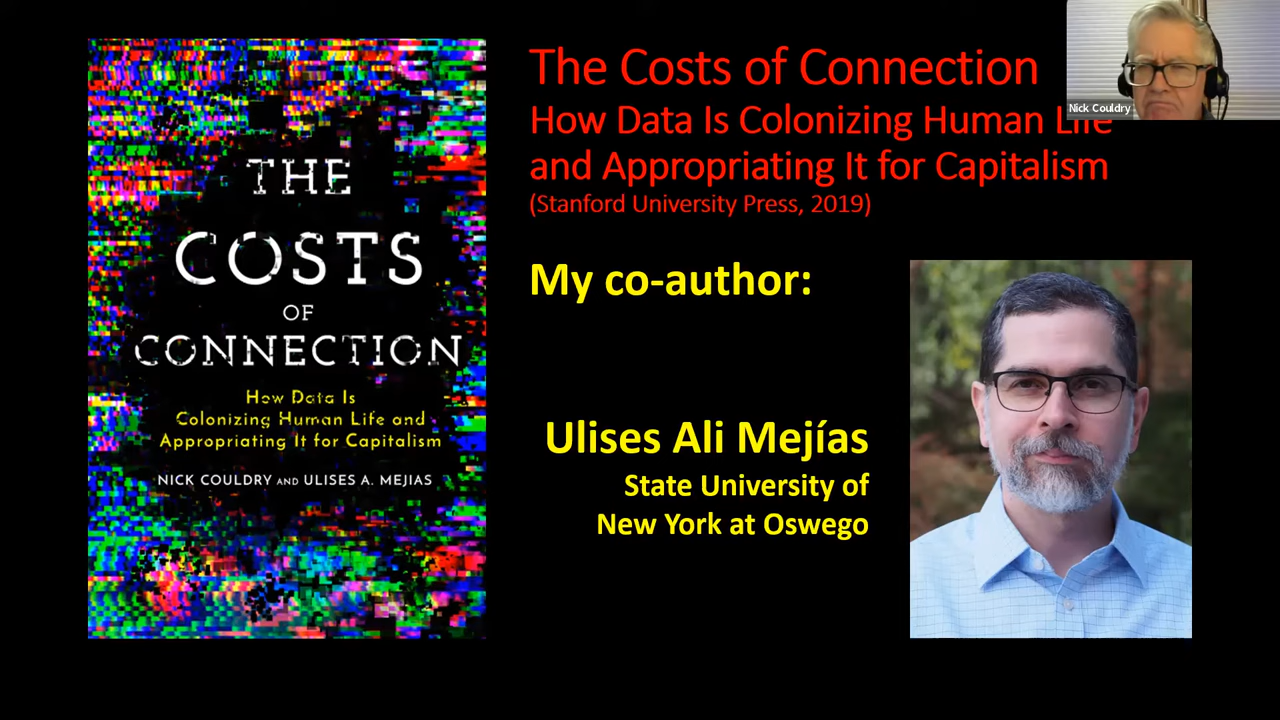 THE
COSTS
OF
CONNECTION
How Data Is
Colonizing Human Life and
Appropriating It for Capitalism
NICK COULDRY AND ULISES A. MEJIAS
The Costs of Connection
How Data Is Colonizing Human Life
and Appropriating It for Capitalism
(Stanford University Press, 2019)
My co-author:
Ulises Ali Mejías
State University of
New York at Oswego
Nick Couldry